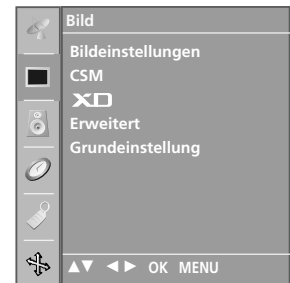 Bild
Bildeinstellungen
CSM
XD
Erweitert
Grundeinstellung
▲▼ ◄► OK MENU